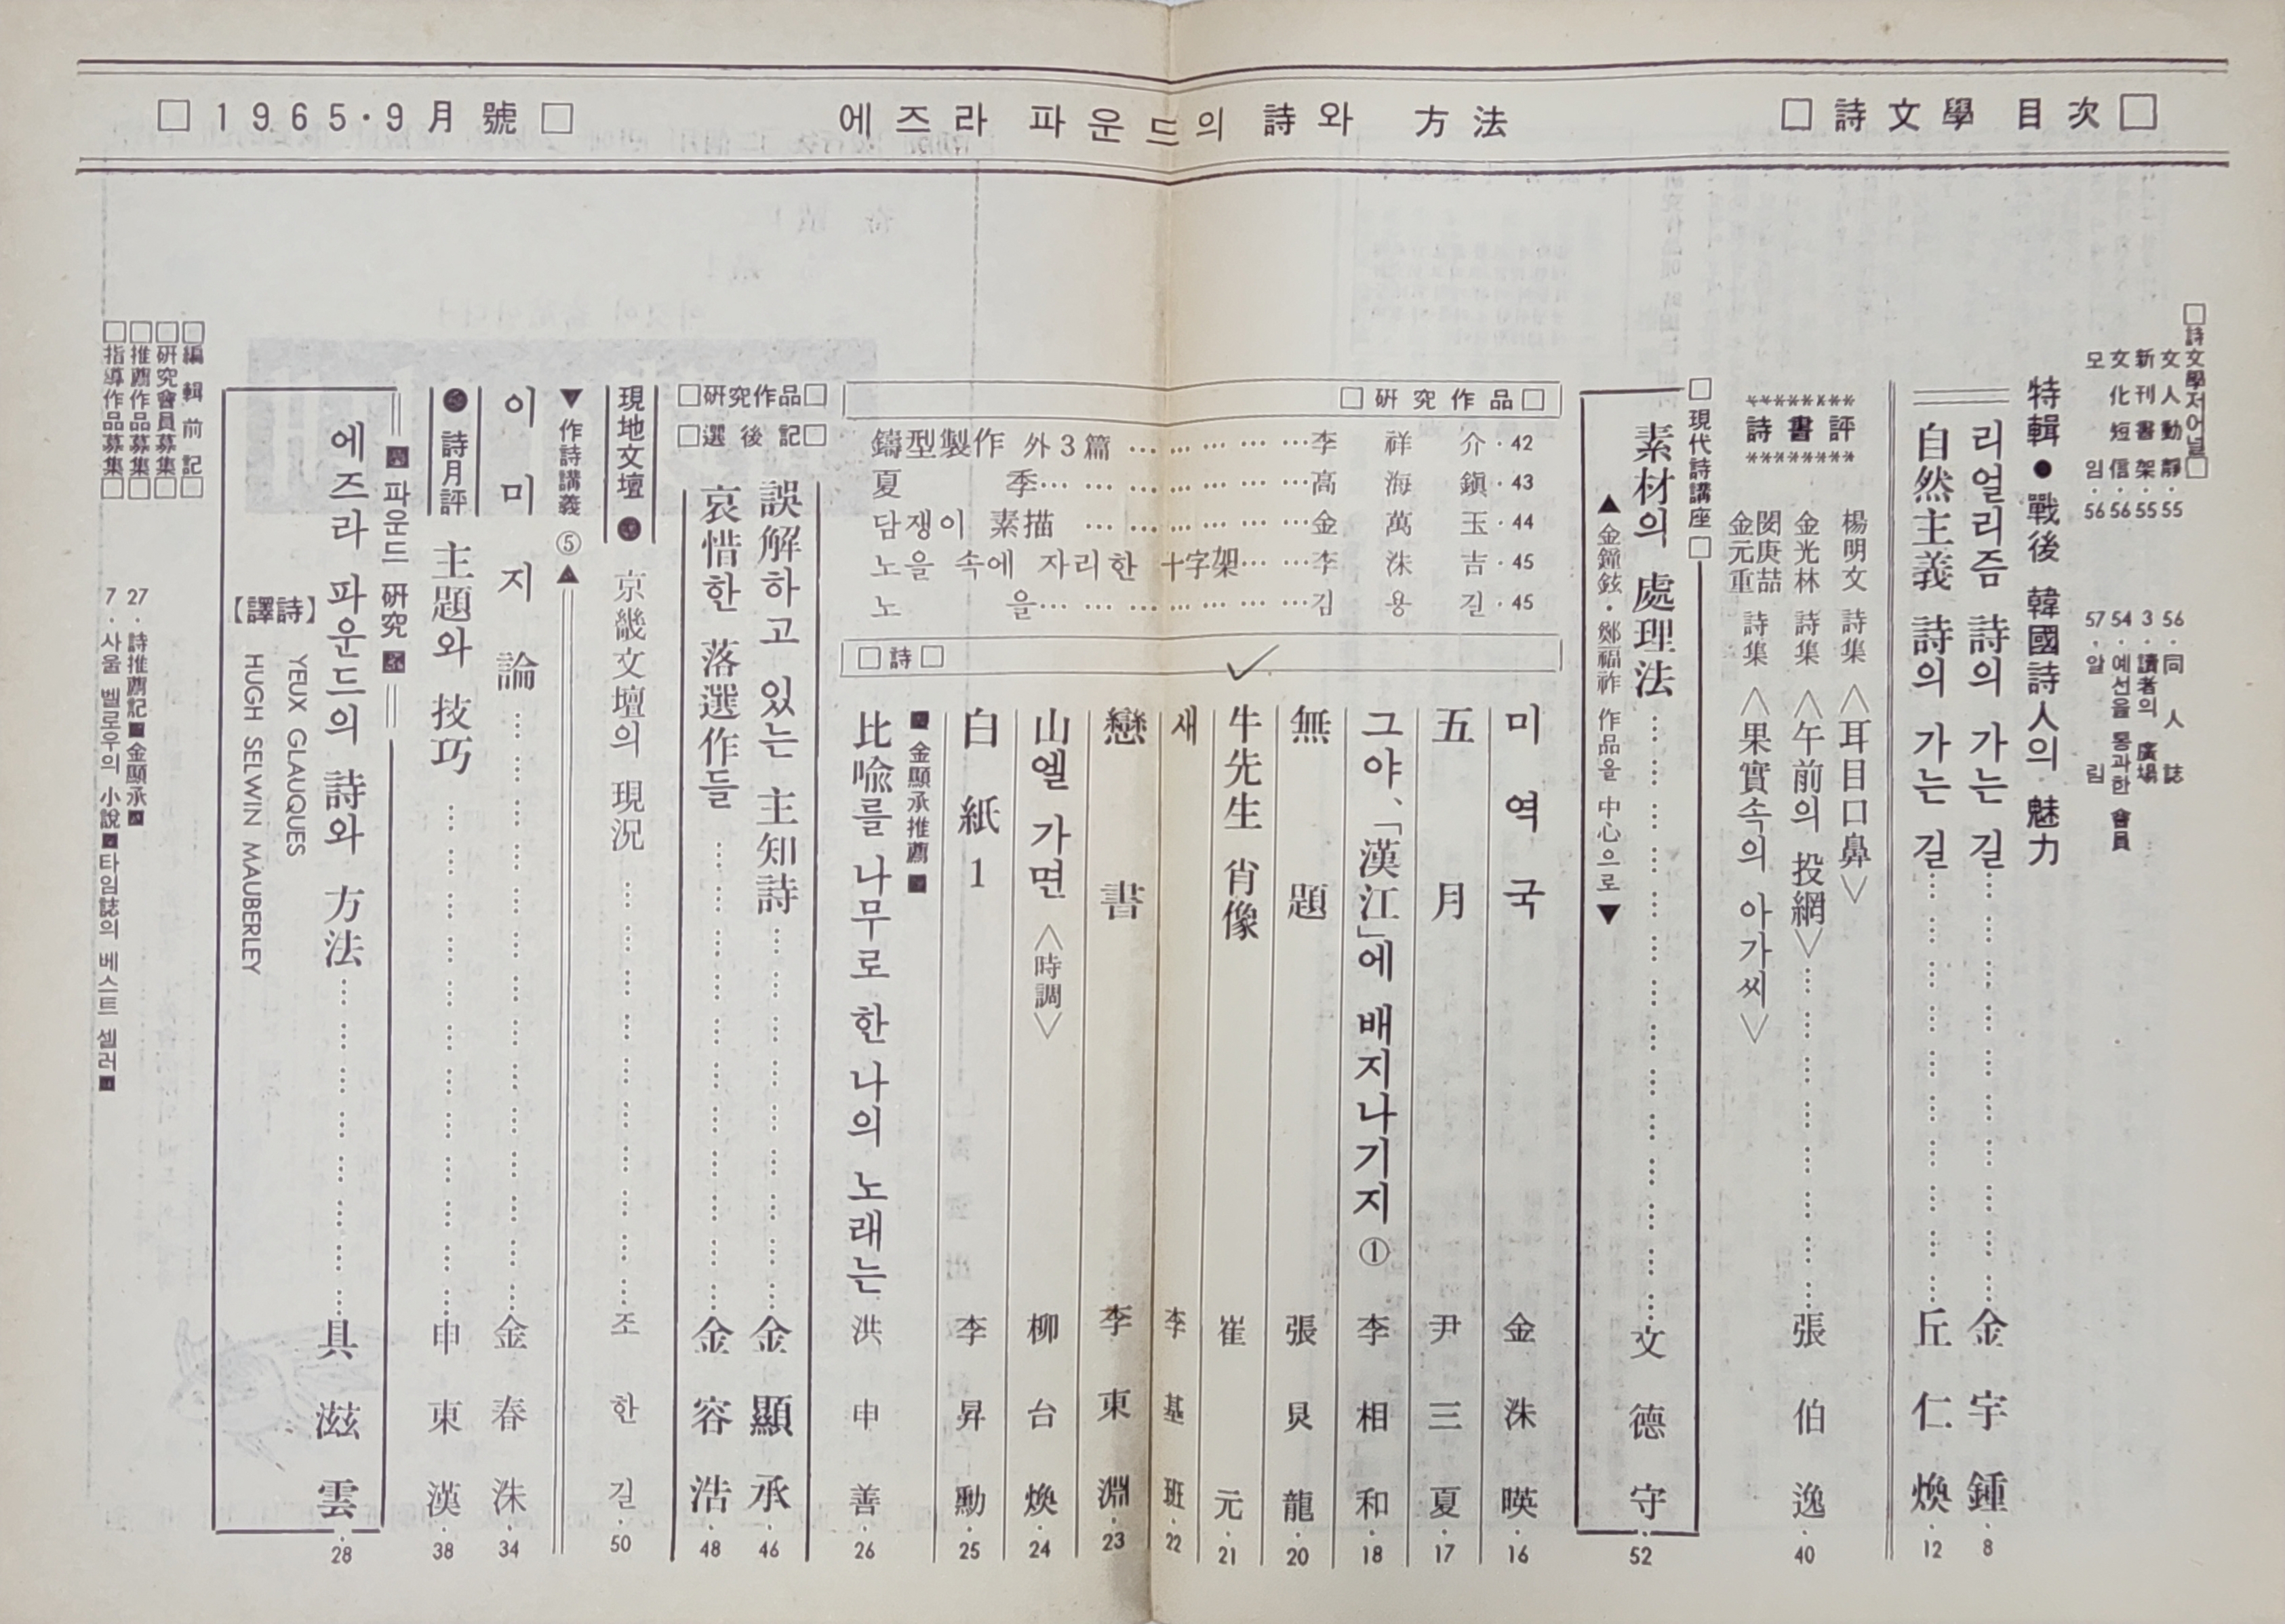 □詩文學 目次□
에즈라 파운드의 詩와 方法
□1965·9月號□
□詩文學저어널□
文人動靜·55
新刊書架·55
文化短信·56
모임·56
56·同人誌
3·讀者의 廣場
54·예선을 통과한 會員
57·알림
特輯●戰後 韓國詩人의 魅力
리얼리즘 詩의 가는 길……金宇鍾·8
自然主義 詩의 가는 길……丘仁煥·12
********
詩書評
********
楊明文 詩集 <耳目口鼻>
金光林 詩集 <午前의 投網>……張伯逸·40
閔庚喆
金元重 詩集 <果實속의 아가씨>
□現代詩講座□
素材의 處理法……文德守·52
▲金鐘鉉·鄭福祚 作品을 中心으로▼
□硏究作品□
鑄型製作 外3篇……李祥介·42
夏季……高海鎭·43
담쟁이 素描……金萬玉·44
노을 속에 자리한 十字架……李洙吉·45
노을……김용길·45
□詩□
미역국 金洙暎·16
五月 尹三夏·17
그야、「漢江」에 배지나기지① 李相和·18
無題 張炅龍·20
牛先生 肖像 崔元·21
새 李基班·22
戀書 李東淵·23
山엘 가면 <時調> 柳台煥·24
白紙 1 李昇勳·25
■金顯承推薦■
比喩를 나무로 한 나의 노래는 洪申善·26
□硏究作品□
□選後記□
誤解하고 있는 主知詩……金顯承·46
哀惜한 落選作들……金容浩·48
現地文壇●
京畿文壇의 現況……조한길·50
▼作詩講義⑤▲
이미지論……金春洙·34
●詩月評
主題와 技巧……申東漢·38
■파운드 硏究■
에즈라 파운드의 詩와 方法……具滋雲·28
【譯詩】
YEUX GLAUQUES
HUGH SELWIN MAUBERLEY
□編輯前記□
□硏究會員募集□
□推薦作品募集□
□指導作品募集□
27·詩推薦記■金顯承■
7·사울 벨로우의 小說■타임誌의 베스트 셀러■